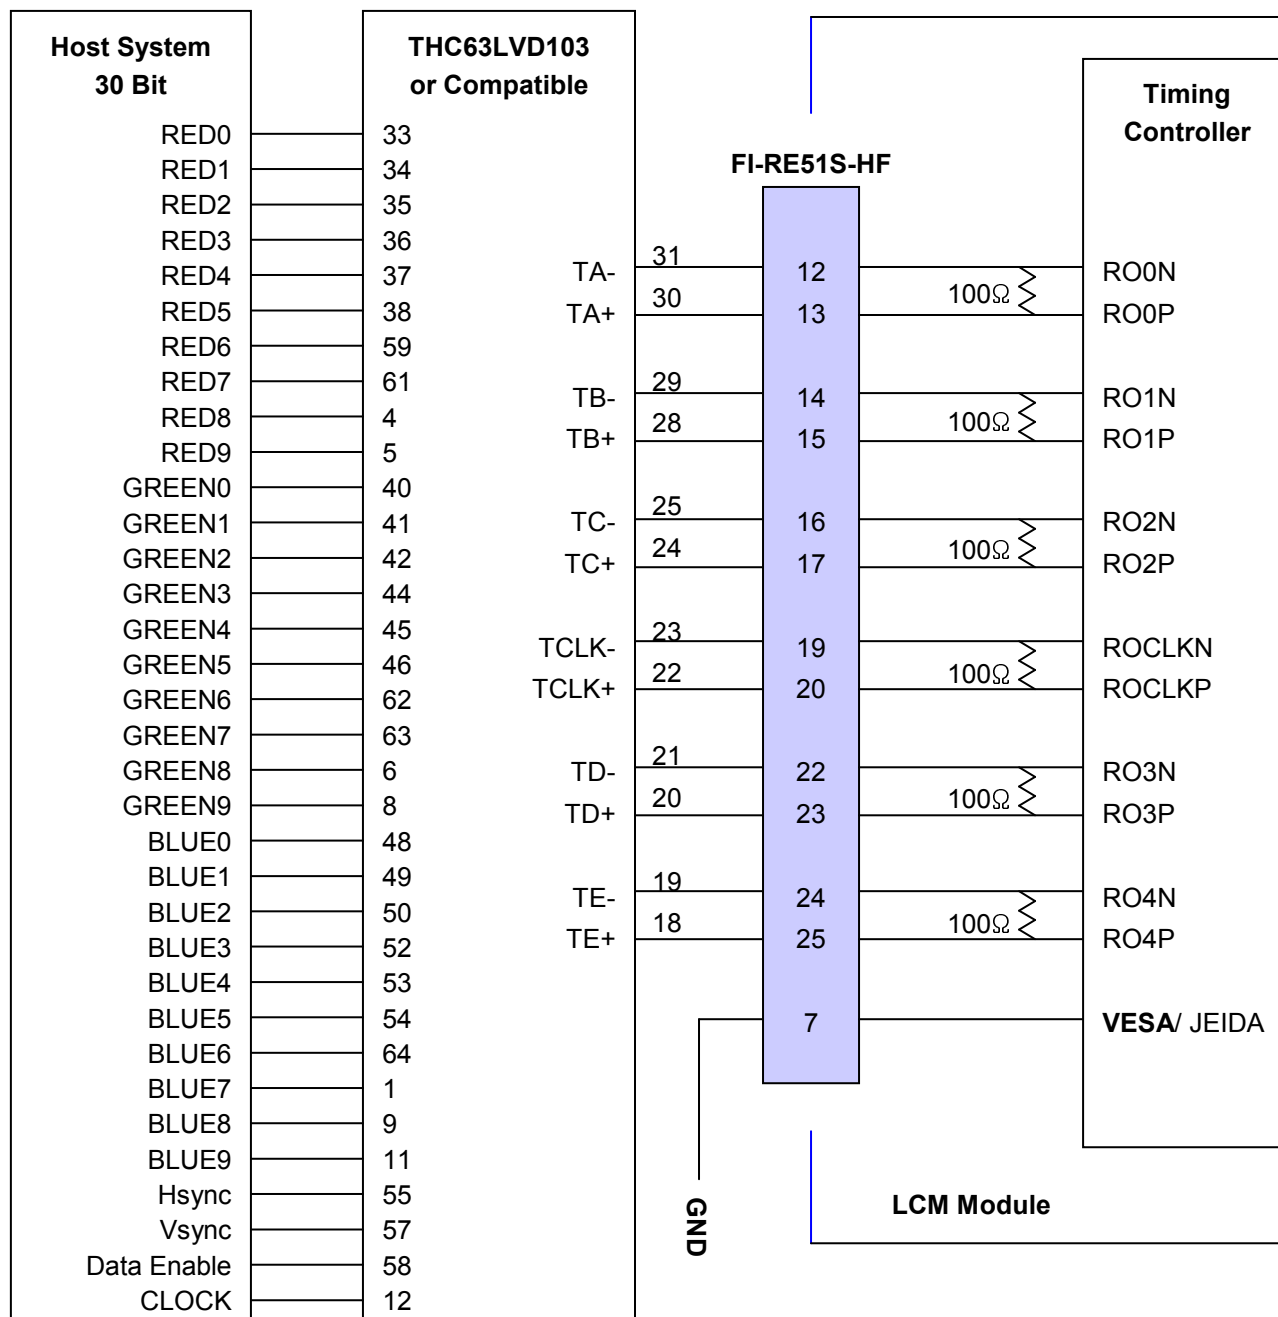 Host System
30 Bit
RED0
RED1
RED2
RED3
RED4
RED5
RED6
RED7
RED8
RED9
GREEN0
GREEN1
GREEN2
GREEN3
GREEN4
GREEN5
GREEN6
GREEN7
GREEN8
GREEN9
BLUE0
BLUE1
BLUE2
BLUE3
BLUE4
BLUE5
BLUE6
BLUE7
BLUE8
BLUE9
Hsync
Vsync
Data Enable
CLOCK
THC63LVD103
or Compatible
33
34
35
36
37
38
59
61
4
5
40
41
42
44
45
46
62
63
6
8
48
49
50
52
53
54
64
1
9
11
55
57
58
12
TA-
TA+
TB-
TB+
TC-
TC+
TCLK-
TCLK+
TD-
TD+
TE-
TE+
31
30
29
28
25
24
23
22
21
20
19
18
GND
FI-RE51S-HF
12
13
14
15
16
17
19
20
22
23
24
25
7
100Ω
100Ω
100Ω
100Ω
100Ω
100Ω
Timing
Controller
RO0N
RO0P
RO1N
RO1P
RO2N
RO2P
ROCLKN
ROCLKP
RO3N
RO3P
RO4N
RO4P
VESA/ JEIDA
LCM Module